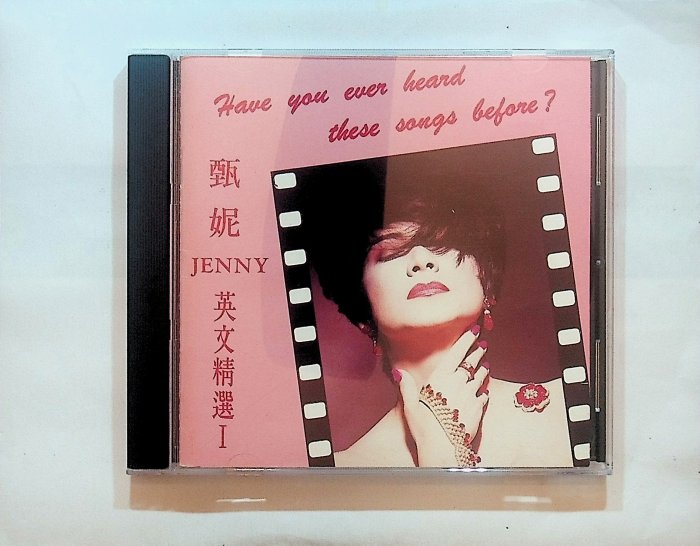 Have you ever heard
these songs before?
甄妮
JENNY
英文精選 I